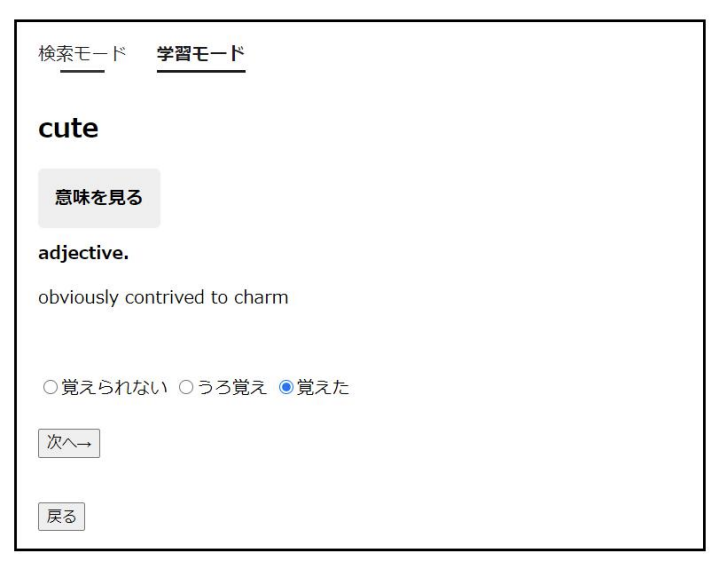 検索モード 学習モード
cute
意味を見る
adjective.
obviously contrived to charm
覚えられない うろ覚え 覚えた
次へ→
戻る